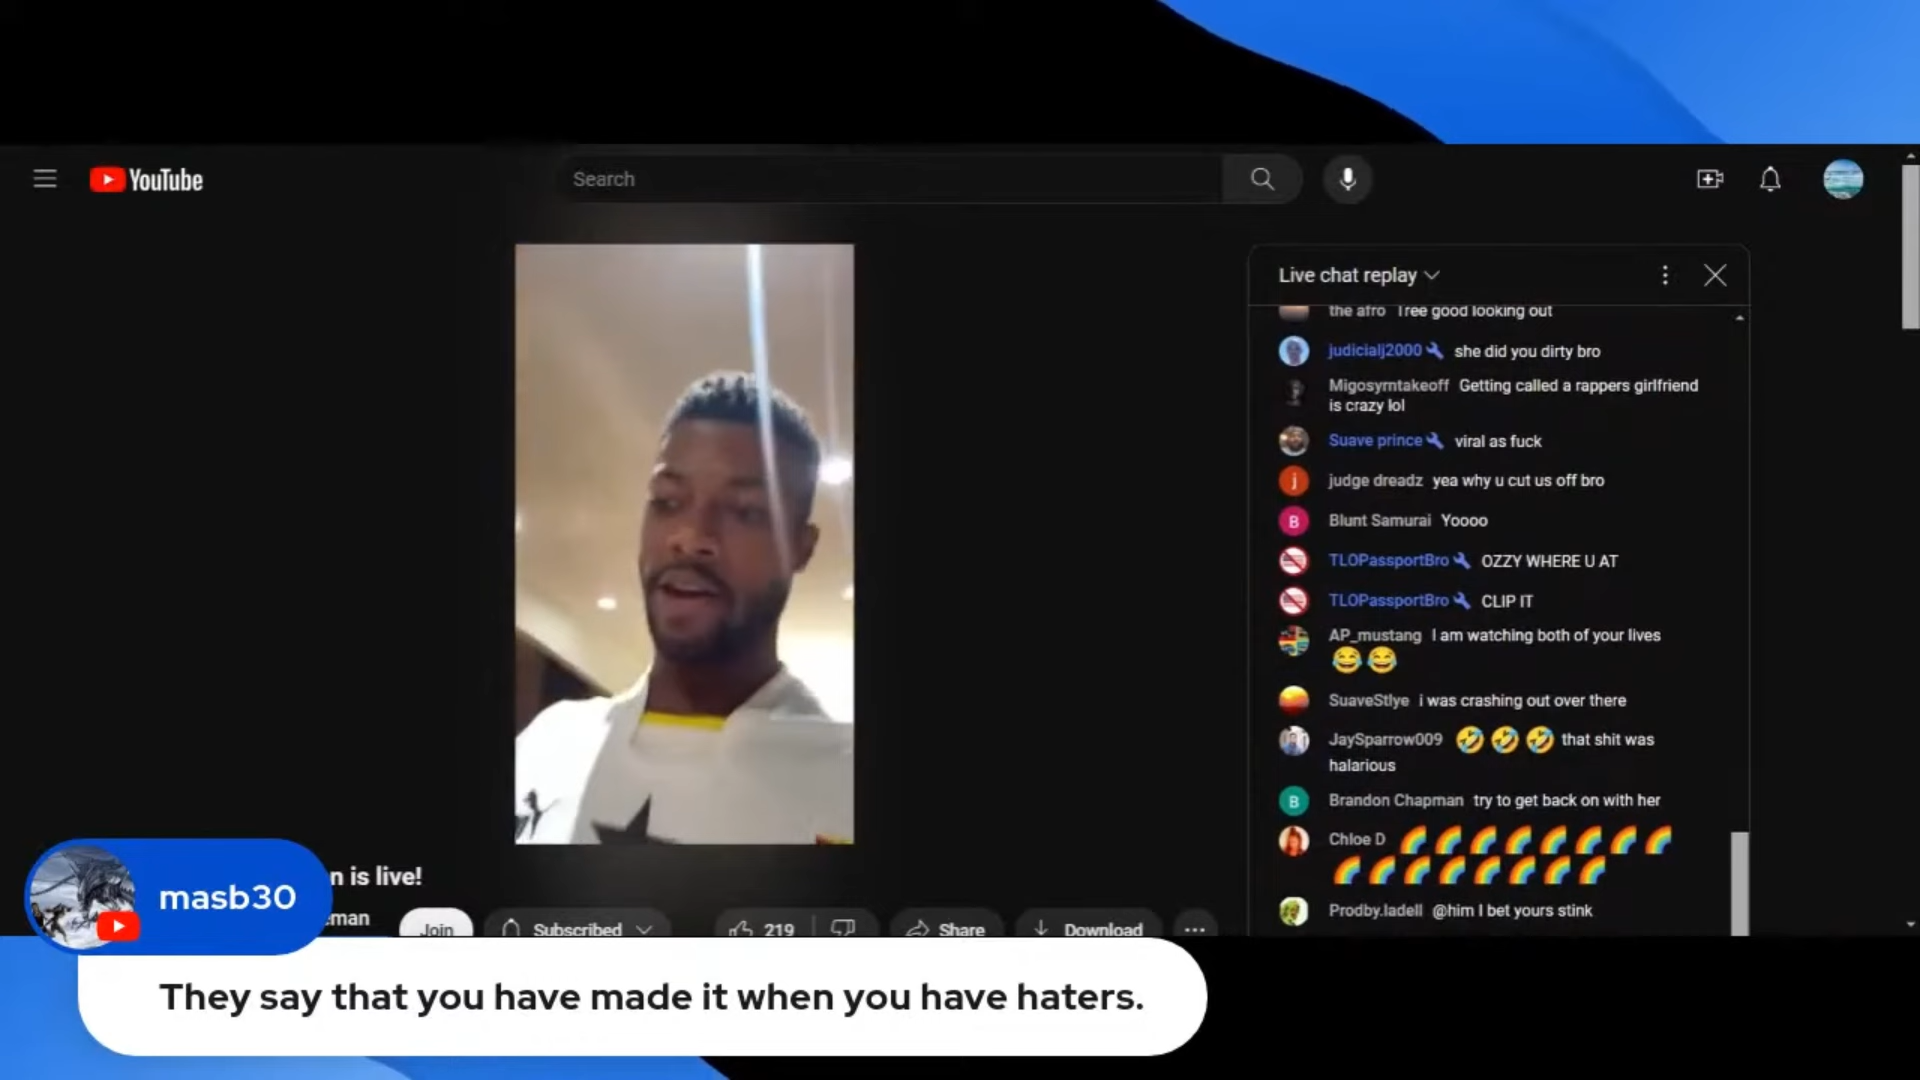 YouTube
Search
Live chat replay
the afro Tree good looking out
judicialj2000 she did you dirty bro
Migosyrntakeoff Getting called a rappers girlfriend
is crazy lol
Suave prince viral as fuck
j judge dreadz yea why u cut us off bro
B Blunt Samurai Yoooo
TLOPassportBro OZZY WHERE U AT
TLOPassportBro CLIP IT
AP_mustang I am watching both of your lives
😂😂
SuaveStlye i was crashing out over there
JaySparrow009 🤣🤣🤣 that shit was
halarious
B Brandon Chapman try to get back on with her
Chloe D 🌈🌈🌈🌈🌈🌈🌈🌈
🌈🌈🌈🌈🌈🌈🌈🌈
Prodby.ladell @him I bet yours stink
n is live!
eman
Join
Subscribed
219
Share
Download
masb30
They say that you have made it when you have haters.